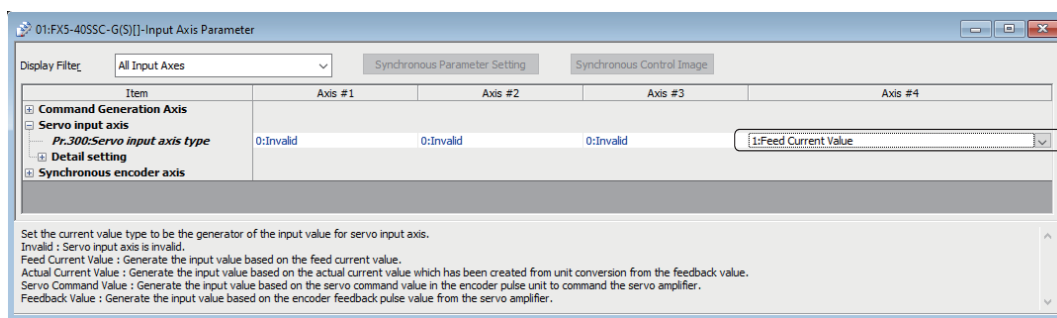 01:FX5-40SSC-G(S)[]-Input Axis Parameter
Display Filter All Input Axes Synchronous Parameter Setting Synchronous Control Image
Item Axis #1 Axis #2 Axis #3 Axis #4
Command Generation Axis
Servo input axis
Pr.300:Servo input axis type 0:Invalid 0:Invalid 0:Invalid 1:Feed Current Value
Detail setting
Synchronous encoder axis
Set the current value type to be the generator of the input value for servo input axis.
Invalid : Servo input axis is invalid.
Feed Current Value : Generate the input value based on the feed current value.
Actual Current Value : Generate the input value based on the actual current value which has been created from unit conversion from the feedback value.
Servo Command Value : Generate the input value based on the servo command value in the encoder pulse unit to command the servo amplifier.
Feedback Value : Generate the input value based on the encoder feedback pulse value from the servo amplifier.